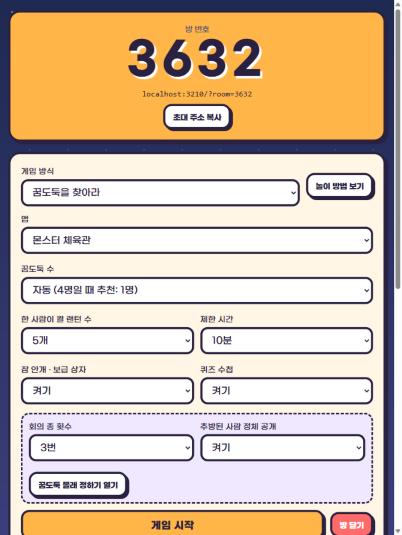 방 번호
3632
localhost:3210/?room=3632
초대 주소 복사
게임 방식
꿈도둑을 찾아라
놀이 방법 보기
맵
몬스터 체육관
꿈도둑 수
자동 (4명일 때 추천: 1명)
한 사람이 켤 랜턴 수
제한 시간
5개
10분
잠 안개 · 보급 상자
퀴즈 수첩
켜기
켜기
회의 종 횟수
추방된 사람 정체 공개
3번
켜기
꿈도둑 몰래 정하기 열기
게임 시작
방 닫기